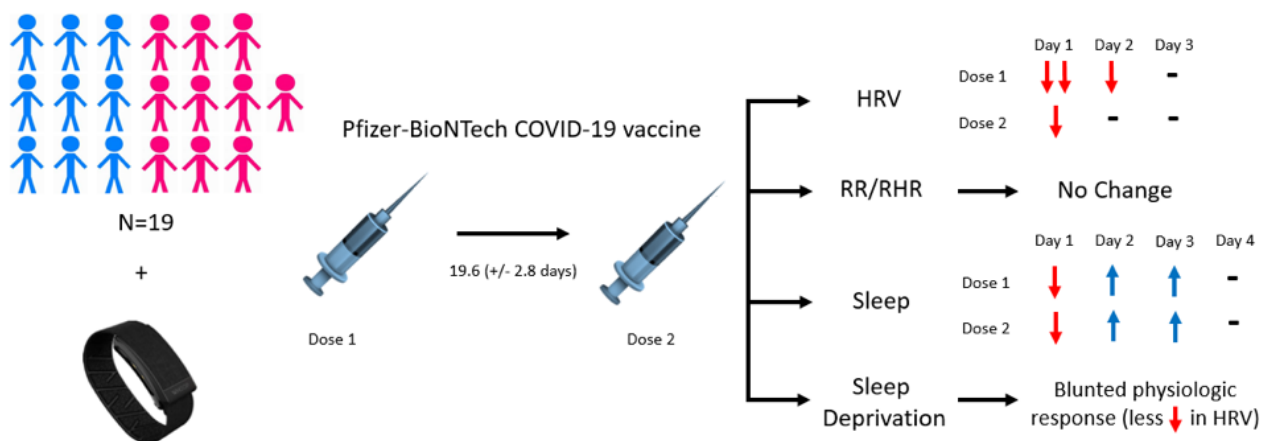 N=19
+
Pfizer-BioNTech COVID-19 vaccine
Dose 1
19.6 (+/- 2.8 days)
Dose 2
HRV
Day 1 Day 2 Day 3
Dose 1 - 
Dose 2 - -
RR/RHR
No Change
Sleep
Day 1 Day 2 Day 3 Day 4
Dose 1 -
Dose 2 -
Sleep
Deprivation
Blunted physiologic
response (less in HRV)